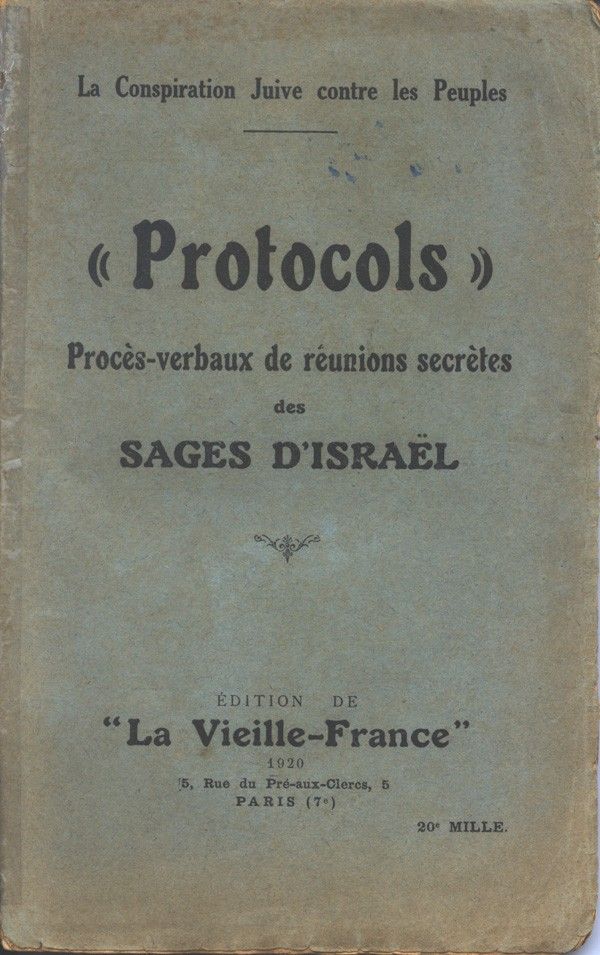 La Conspiration Juive contre les Peuples
« Protocols »
Procès-verbaux de réunions secrètes
des
SAGES D'ISRAËL
ÉDITION DE
"La Vieille-France"
1920
5, Rue du Pré-aux-Clercs, 5
PARIS (7e)
20e MILLE.